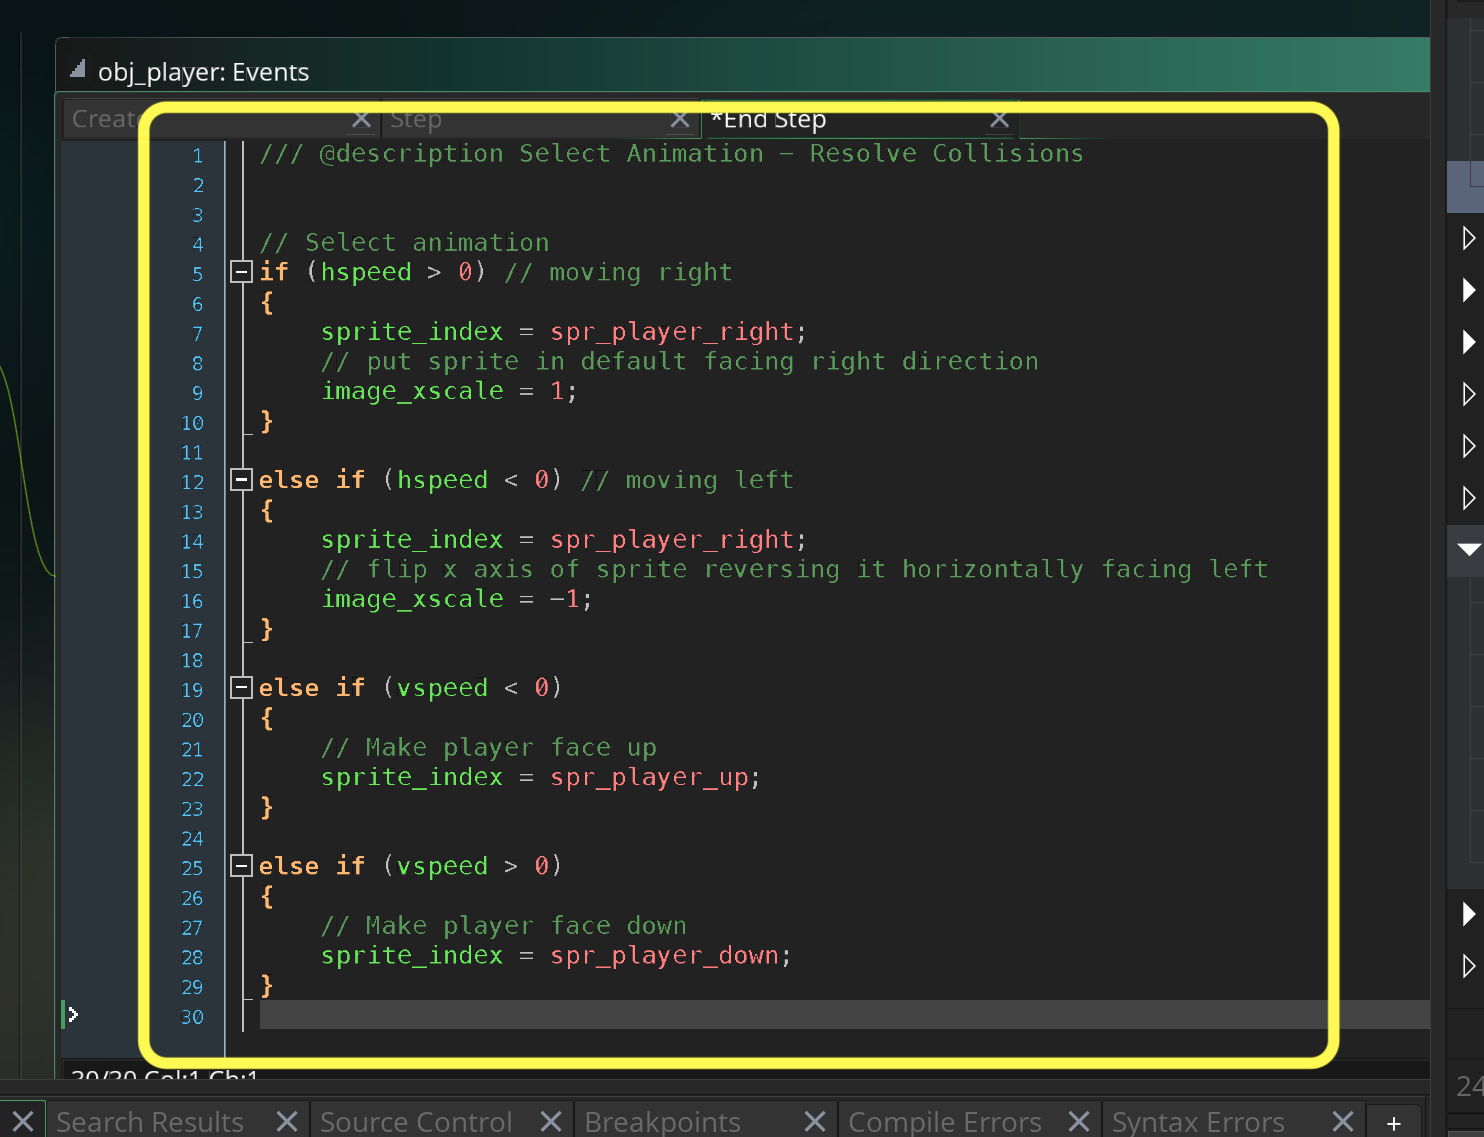 obj_player: Events
Create Step *End Step
1 /// @description Select Animation – Resolve Collisions
2
3
4 // Select animation
5 if (hspeed > 0) // moving right
6 {
7 sprite_index = spr_player_right;
8 // put sprite in default facing right direction
9 image_xscale = 1;
10 }
11
12 else if (hspeed < 0) // moving left
13 {
14 sprite_index = spr_player_right;
15 // flip x axis of sprite reversing it horizontally facing left
16 image_xscale = –1;
17 }
18
19 else if (vspeed < 0)
20 {
21 // Make player face up
22 sprite_index = spr_player_up;
23 }
24
25 else if (vspeed > 0)
26 {
27 // Make player face down
28 sprite_index = spr_player_down;
29 }
30
30/30 Col:1 Ch:1
24
Search Results Source Control Breakpoints Compile Errors Syntax Errors +